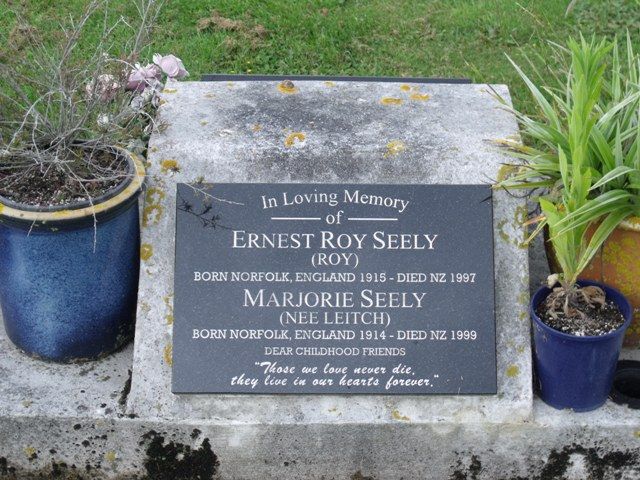 In Loving Memory
of
ERNEST ROY SEELY
(ROY)
BORN NORFOLK, ENGLAND 1915 - DIED NZ 1997
MARJORIE SEELY
(NEE LEITCH)
BORN NORFOLK, ENGLAND 1914 - DIED NZ 1999
DEAR CHILDHOOD FRIENDS
"Those we love never die,
they live in our hearts forever."